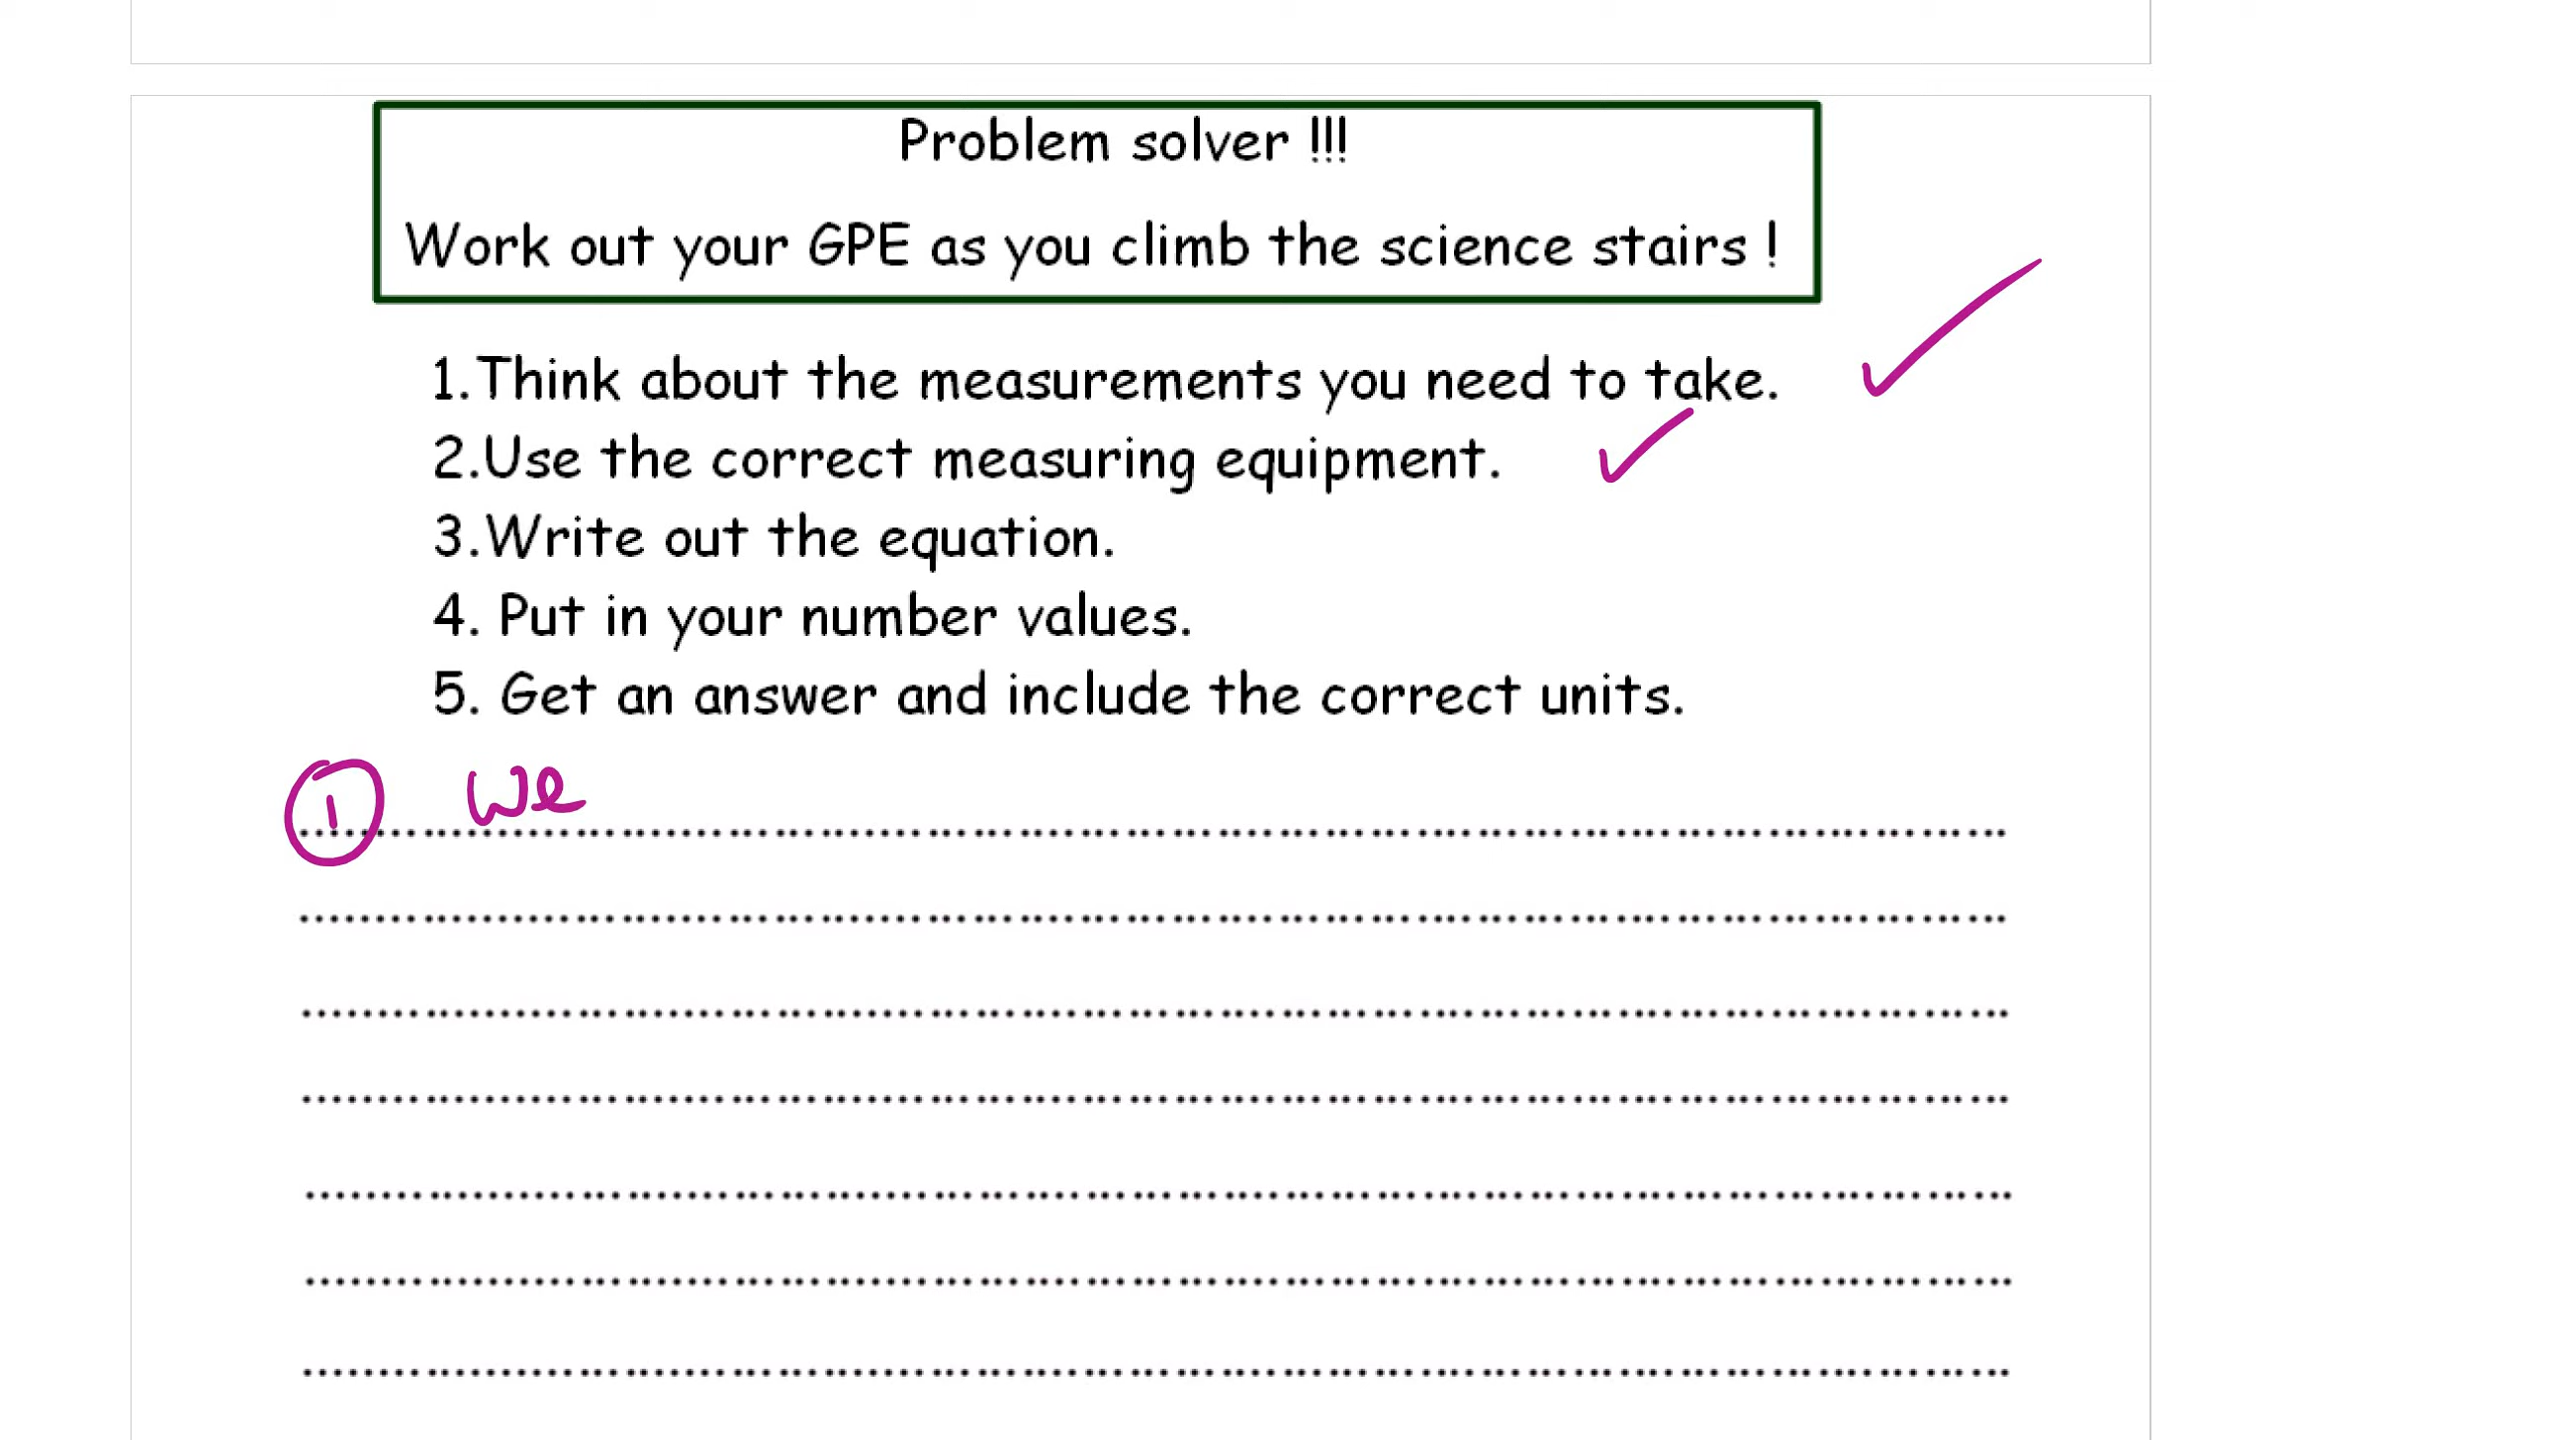 Problem solver !!!
Work out your GPE as you climb the science stairs !
1.Think about the measurements you need to take.
2.Use the correct measuring equipment.
3.Write out the equation.
4. Put in your number values.
5. Get an answer and include the correct units.
1 We